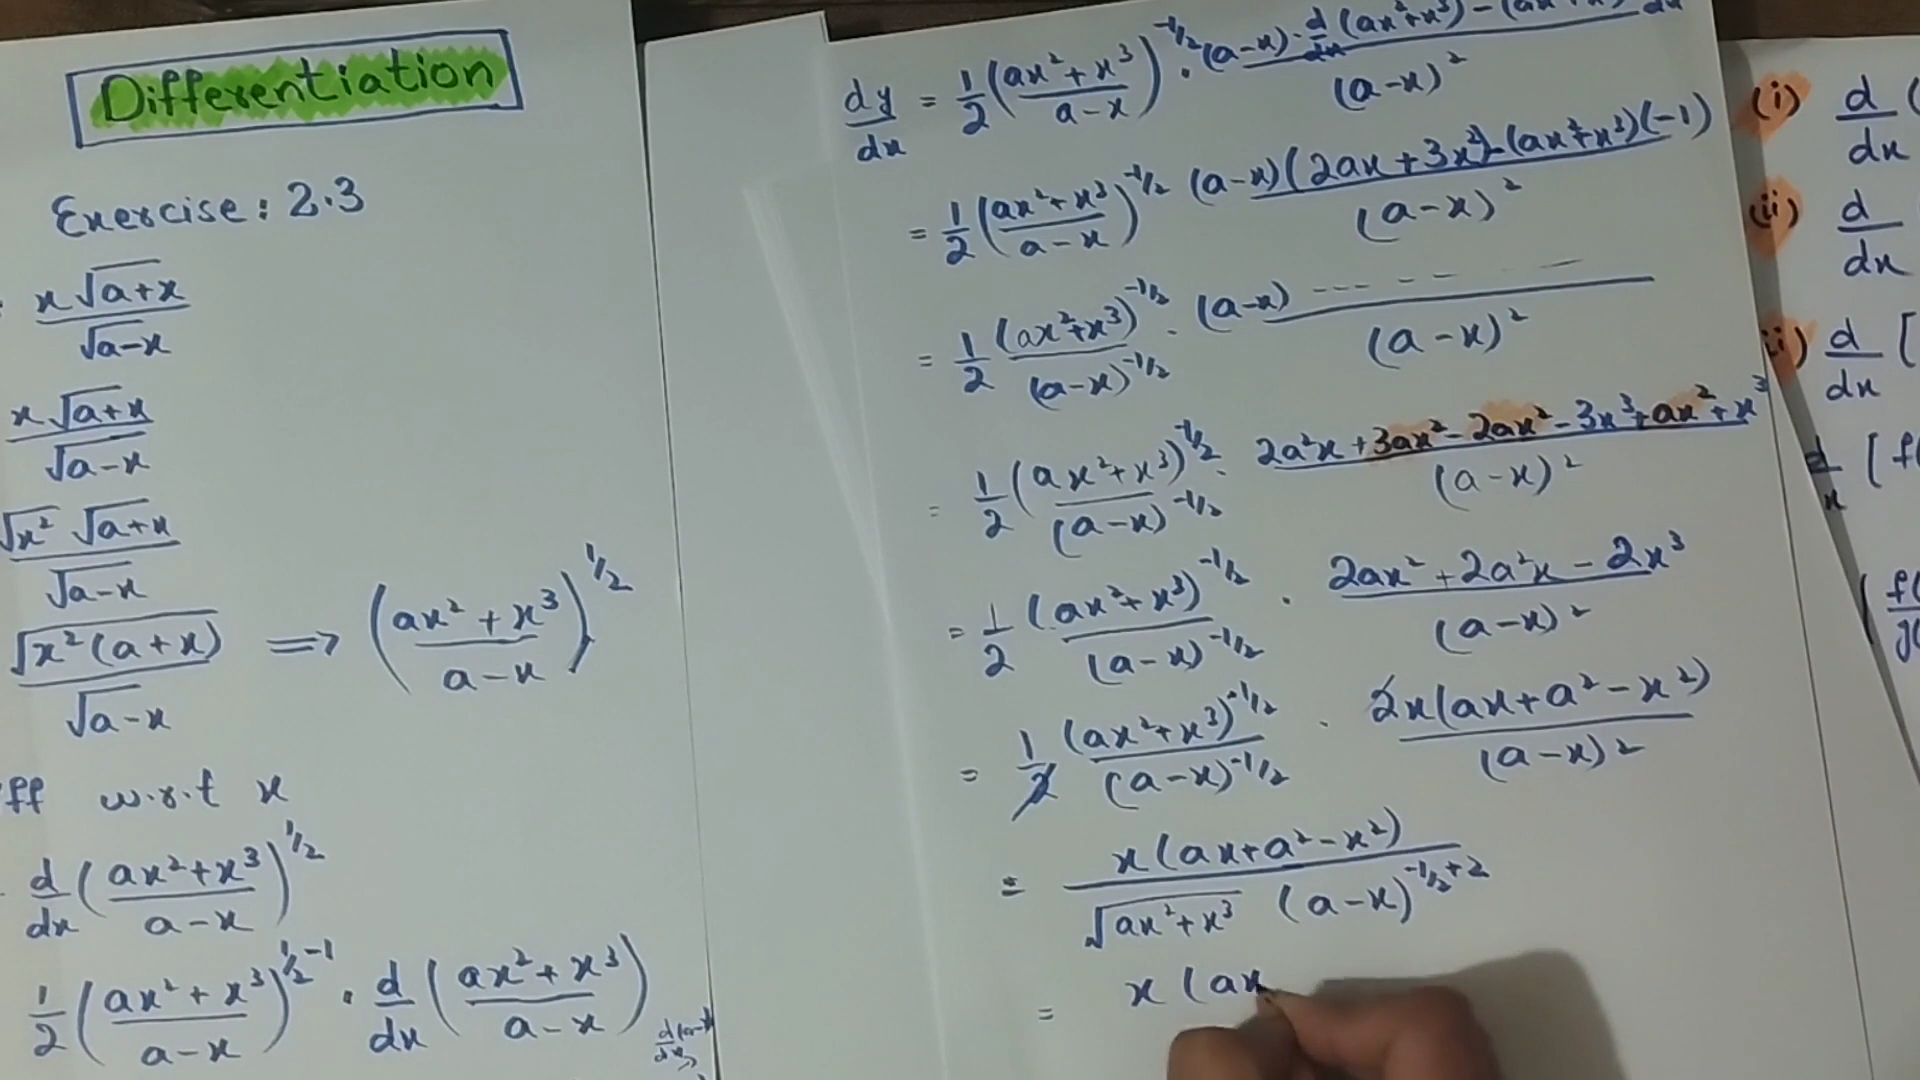 Differentiation
Exercise: 2.3
x√(a+x) / √(a-x)
x√(a+x) / √(a-x)
√(x²) √(a+x) / √(a-x)
√(x²(a+x)) / √(a-x) ⇒ ((ax²+x³)/(a-x))^(1/2)
ff w.r.t x
d/dx ((ax²+x³)/(a-x))^(1/2)
1/2 ((ax²+x³)/(a-x))^(1/2-1) · d/dx ((ax²+x³)/(a-x))
dy/dx = 1/2 ((ax²+x³)/(a-x))^(-1/2) · (a-x)·d/dx(ax²+x³) - / (a-x)²
= 1/2 ((ax²+x³)/(a-x))^(-1/2) (a-x)(2ax+3x²)-(ax²+x³)(-1) / (a-x)²
= 1/2 (ax²+x³)^(-1/2) / (a-x)^(-1/2) · (a-x) ---- - - / (a-x)²
= 1/2 (ax²+x³)^(-1/2) / (a-x)^(-1/2) · 2a²x+3ax²-2ax²-3x³+ax²+x³ / (a-x)²
= 1/2 (ax²+x³)^(-1/2) / (a-x)^(-1/2) · 2ax²+2a²x-2x³ / (a-x)²
= 1/2 (ax²+x³)^(-1/2) / (a-x)^(-1/2) · 2x(ax+a²-x²) / (a-x)²
= x(ax+a²-x²) / √(ax²+x³) (a-x)^(-1/2+2)
= x(ax
(i) d/dx (
(ii) d/dx
ii) d/dx [
[f(